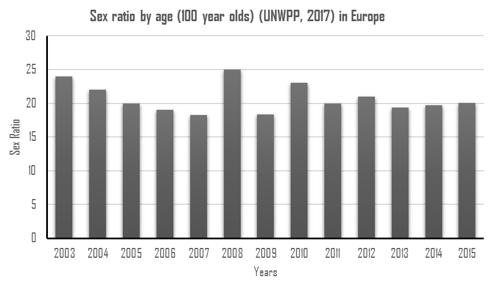 Sex ratio by age (100 year olds) (UNWPP, 2017) in Europe
30
25
20
15
10
5
0
Sex Ratio
2003 2004 2005 2006 2007 2008 2009 2010 2011 2012 2013 2014 2015
Years